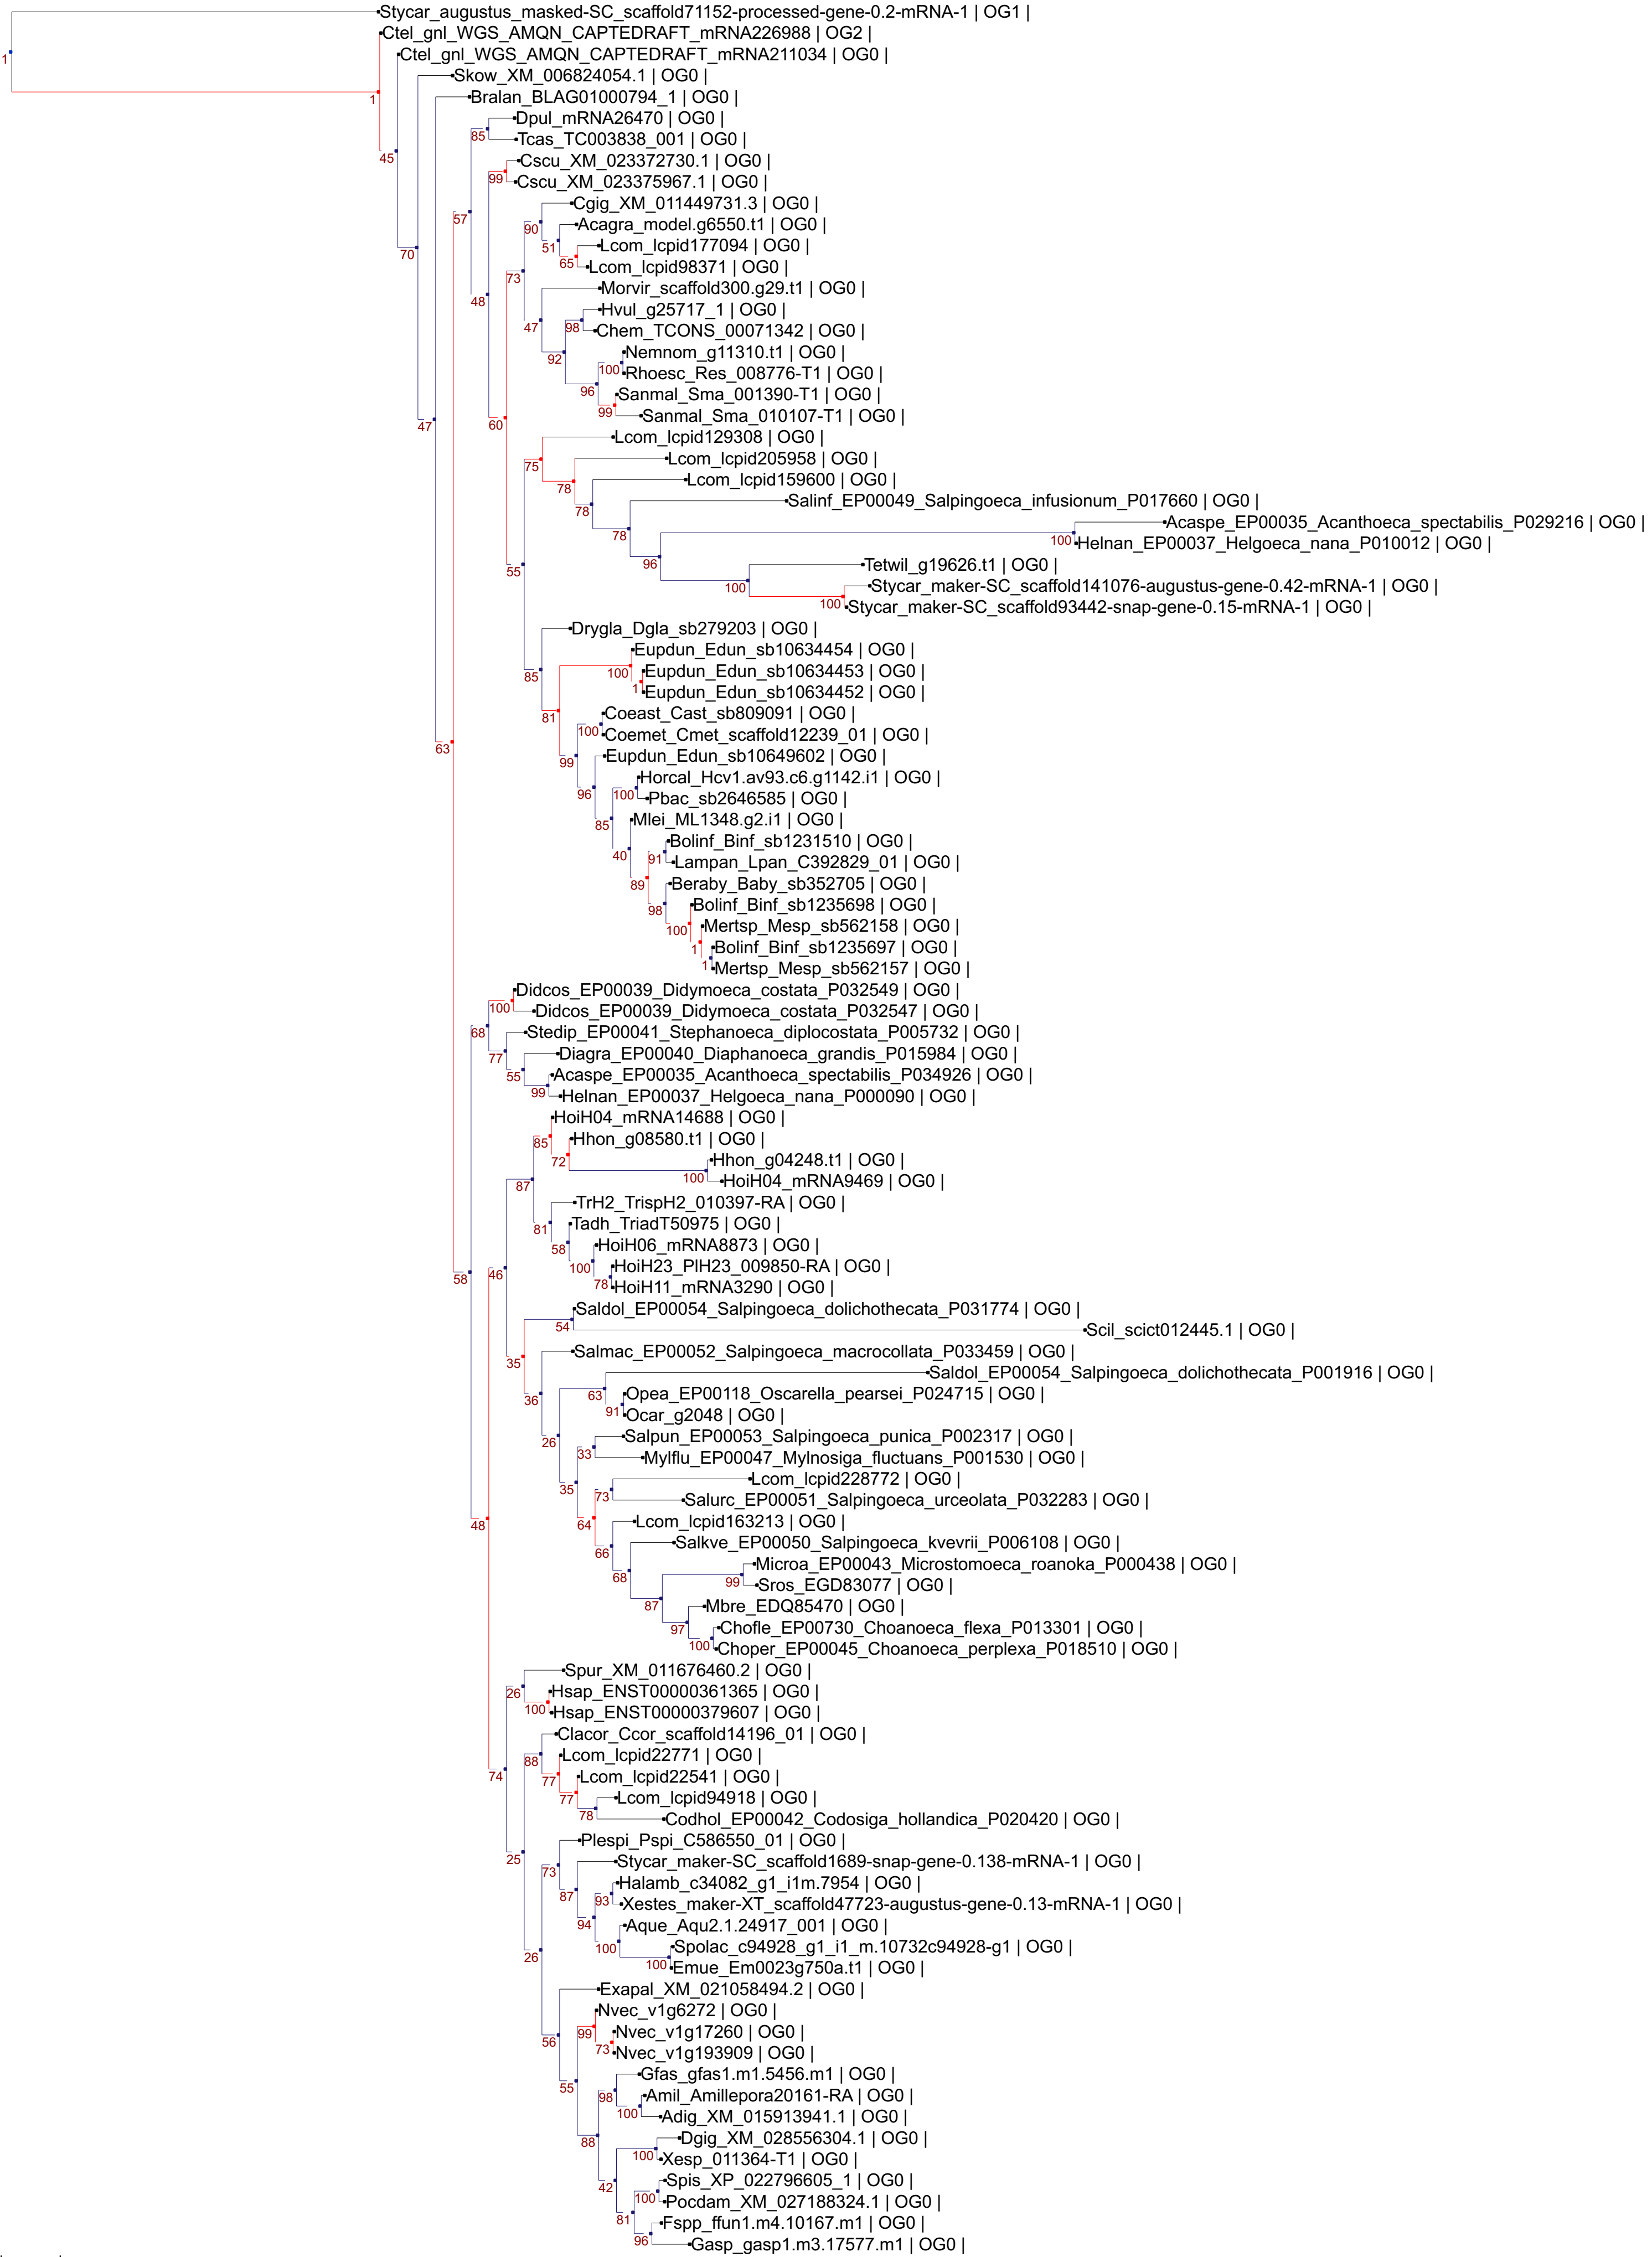 Stycar_augustus_masked-SC_scaffold71152-processed-gene-0.2-mRNA-1 | OG1 |
Ctel_gnl_WGS_AMQN_CAPTEDRAFT_mRNA226988 | OG2 |
1
Ctel_gnl_WGS_AMQN_CAPTEDRAFT_mRNA211034 | OG0 |
Skow_XM_006824054.1 | OG0 |
1
Bralan_BLAG01000794_1 | OG0 |
Dpul_mRNA26470 | OG0 |
85
Tcas_TC003838_001 | OG0 |
45
Cscu_XM_023372730.1 | OG0 |
99
Cscu_XM_023375967.1 | OG0 |
Cgig_XM_011449731.3 | OG0 |
57
Acagra_model.g6550.t1 | OG0 |
90
Lcom_lcpid177094 | OG0 |
51
70
65
Lcom_lcpid98371 | OG0 |
73
Morvir_scaffold300.g29.t1 | OG0 |
48
Hvul_g25717_1 | OG0 |
47
98
Chem_TCONS_00071342 | OG0 |
Nemnom_g11310.t1 | OG0 |
92
100
Rhoesc_Res_008776-T1 | OG0 |
96
Sanmal_Sma_001390-T1 | OG0 |
99
Sanmal_Sma_010107-T1 | OG0 |
47
60
Lcom_lcpid129308 | OG0 |
Lcom_lcpid205958 | OG0 |
75
Lcom_lcpid159600 | OG0 |
78
Salinf_EP00049_Salpingoeca_infusionum_P017660 | OG0 |
78
Acaspe_EP00035_Acanthoeca_spectabilis_P029216 | OG0 |
100
Helnan_EP00037_Helgoeca_nana_P010012 | OG0 |
78
Tetwil_g19626.t1 | OG0 |
96
55
Stycar_maker-SC_scaffold141076-augustus-gene-0.42-mRNA-1 | OG0 |
100
100
Stycar_maker-SC_scaffold93442-snap-gene-0.15-mRNA-1 | OG0 |
Drygla_Dgla_sb279203 | OG0 |
Eupdun_Edun_sb10634454 | OG0 |
100
Eupdun_Edun_sb10634453 | OG0 |
85
1
Eupdun_Edun_sb10634452 | OG0 |
Coeast_Cast_sb809091 | OG0 |
81
100
Coemet_Cmet_scaffold12239_01 | OG0 |
63
Eupdun_Edun_sb10649602 | OG0 |
99
Horcal_Hcv1.av93.c6.g1142.i1 | OG0 |
96
100
Pbac_sb2646585 | OG0 |
Mlei_ML1348.g2.i1 | OG0 |
85
Bolinf_Binf_sb1231510 | OG0 |
40
91
Lampan_Lpan_C392829_01 | OG0 |
Beraby_Baby_sb352705 | OG0 |
89
Bolinf_Binf_sb1235698 | OG0 |
98
Mertsp_Mesp_sb562158 | OG0 |
100
Bolinf_Binf_sb1235697 | OG0 |
1
1
Mertsp_Mesp_sb562157 | OG0 |
Didcos_EP00039_Didymoeca_costata_P032549 | OG0 |
100
Didcos_EP00039_Didymoeca_costata_P032547 | OG0 |
68
Stedip_EP00041_Stephanoeca_diplocostata_P005732 | OG0 |
Diagra_EP00040_Diaphanoeca_grandis_P015984 | OG0 |
77
Acaspe_EP00035_Acanthoeca_spectabilis_P034926 | OG0 |
55
99
Helnan_EP00037_Helgoeca_nana_P000090 | OG0 |
HoiH04_mRNA14688 | OG0 |
Hhon_g08580.t1 | OG0 |
85
Hhon_g04248.t1 | OG0 |
72
100
HoiH04_mRNA9469 | OG0 |
87
TrH2_TrispH2_010397-RA | OG0 |
Tadh_TriadT50975 | OG0 |
81
HoiH06_mRNA8873 | OG0 |
58
HoiH23_PlH23_009850-RA | OG0 |
58
46
100
78
HoiH11_mRNA3290 | OG0 |
Saldol_EP00054_Salpingoeca_dolichothecata_P031774 | OG0 |
54
Scil_scict012445.1 | OG0 |
Salmac_EP00052_Salpingoeca_macrocollata_P033459 | OG0 |
35
Saldol_EP00054_Salpingoeca_dolichothecata_P001916 | OG0 |
63
Opea_EP00118_Oscarella_pearsei_P024715 | OG0 |
36
91
Ocar_g2048 | OG0 |
Salpun_EP00053_Salpingoeca_punica_P002317 | OG0 |
26
33
Mylflu_EP00047_Mylnosiga_fluctuans_P001530 | OG0 |
Lcom_lcpid228772 | OG0 |
35
73
Salurc_EP00051_Salpingoeca_urceolata_P032283 | OG0 |
Lcom_lcpid163213 | OG0 |
48
64
Salkve_EP00050_Salpingoeca_kvevrii_P006108 | OG0 |
66
Microa_EP00043_Microstomoeca_roanoka_P000438 | OG0 |
68
99
Sros_EGD83077 | OG0 |
87
Mbre_EDQ85470 | OG0 |
Chofle_EP00730_Choanoeca_flexa_P013301 | OG0 |
97
100
Choper_EP00045_Choanoeca_perplexa_P018510 | OG0 |
Spur_XM_011676460.2 | OG0 |
Hsap_ENST00000361365 | OG0 |
26
100
Hsap_ENST00000379607 | OG0 |
Clacor_Ccor_scaffold14196_01 | OG0 |
Lcom_lcpid22771 | OG0 |
88
74
Lcom_lcpid22541 | OG0 |
77
Lcom_lcpid94918 | OG0 |
77
78
Codhol_EP00042_Codosiga_hollandica_P020420 | OG0 |
Plespi_Pspi_C586550_01 | OG0 |
25
Stycar_maker-SC_scaffold1689-snap-gene-0.138-mRNA-1 | OG0 |
73
Halamb_c34082_g1_i1m.7954 | OG0 |
87
93
Xestes_maker-XT_scaffold47723-augustus-gene-0.13-mRNA-1 | OG0 |
94
Aque_Aqu2.1.24917_001 | OG0 |
100
Spolac_c94928_g1_i1_m.10732c94928-g1 | OG0 |
26
100
Emue_Em0023g750a.t1 | OG0 |
Exapal_XM_021058494.2 | OG0 |
Nvec_v1g6272 | OG0 |
99
Nvec_v1g17260 | OG0 |
56
73
Nvec_v1g193909 | OG0 |
Gfas_gfas1.m1.5456.m1 | OG0 |
55
98
Amil_Amillepora20161-RA | OG0 |
100
Adig_XM_015913941.1 | OG0 |
88
Dgig_XM_028556304.1 | OG0 |
100
Xesp_011364-T1 | OG0 |
42
Spis_XP_022796605_1 | OG0 |
100
Pocdam_XM_027188324.1 | OG0 |
81
Fspp_ffun1.m4.10167.m1 | OG0 |
96
Gasp_gasp1.m3.17577.m1 | OG0 |